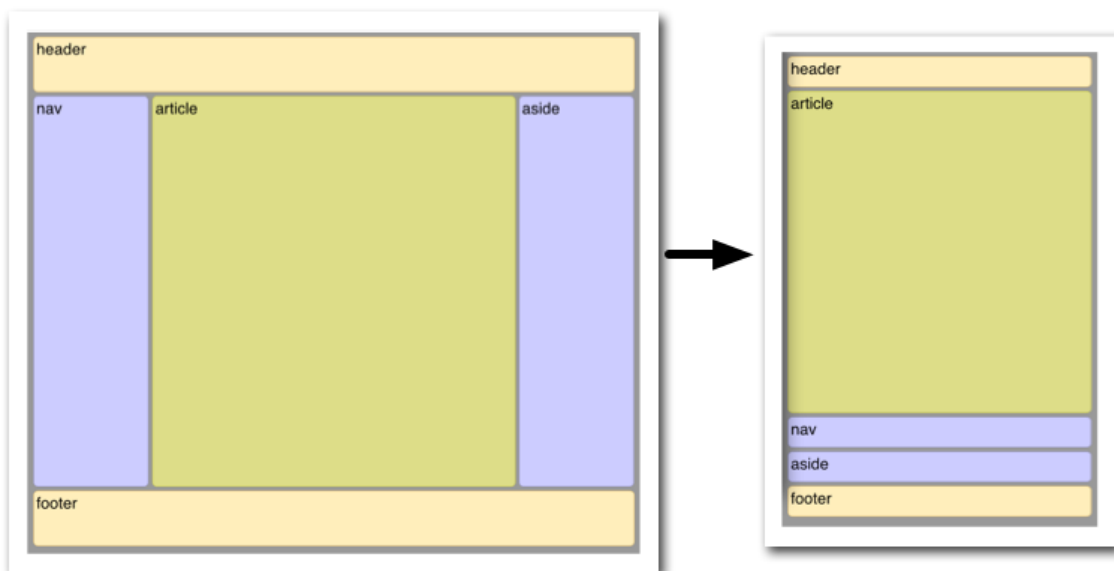 header
nav
article
aside
footer
header
article
nav
aside
footer